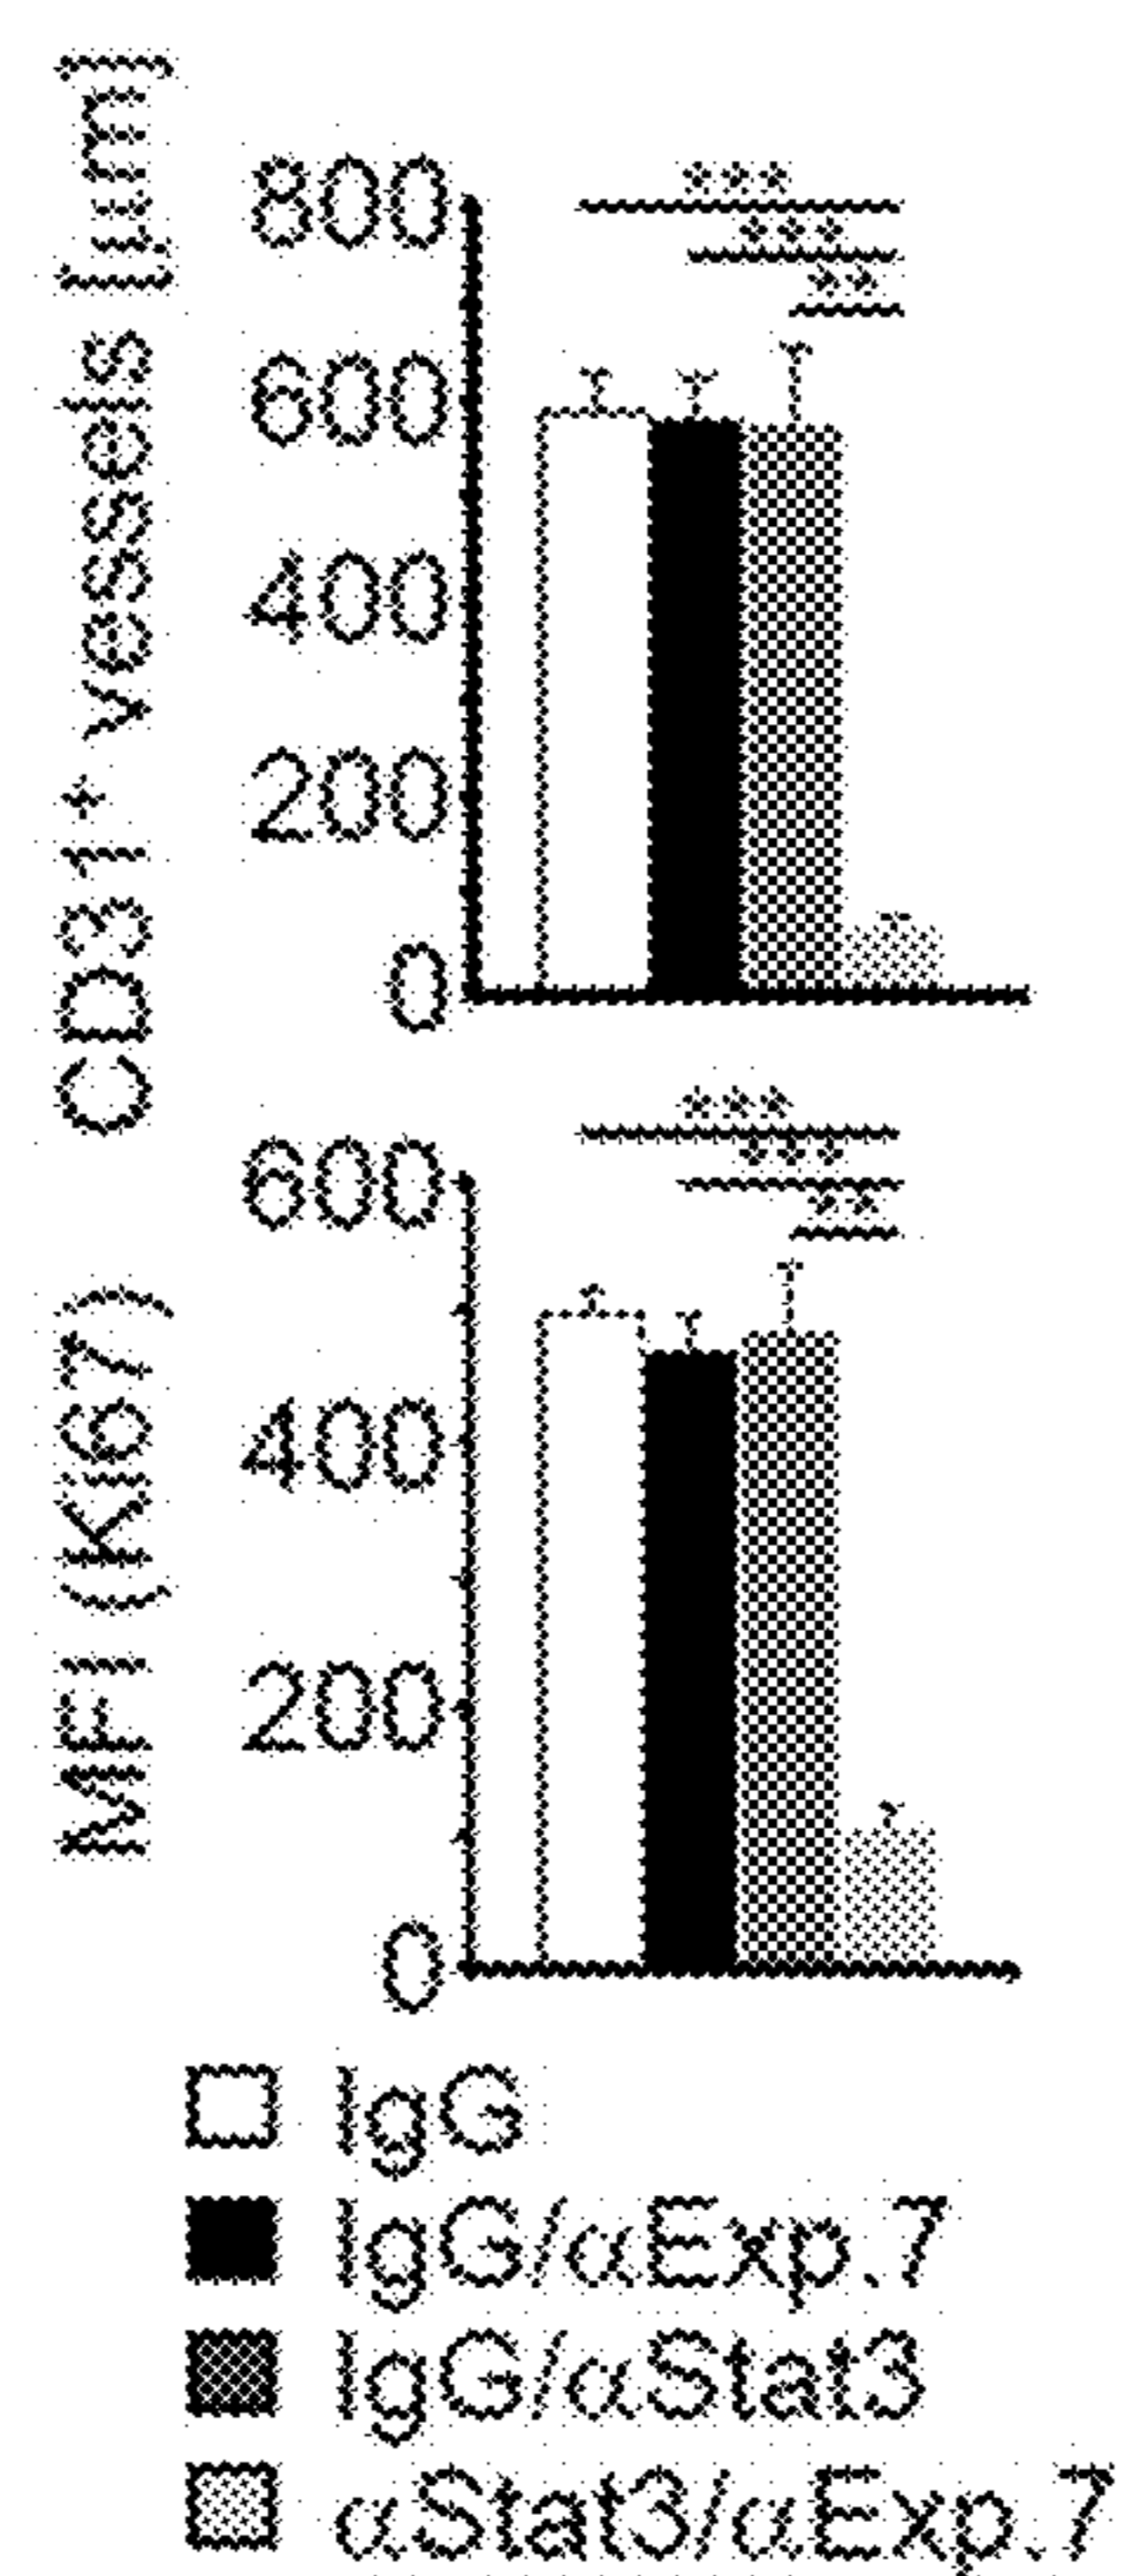 CD31+ vessels [µm]
800
600
400
200
0
***
***
**
MFI (Ki67)
600
400
200
0
***
***
**
IgG
IgG/αExp.7
IgG/αStat3
αStat3/αExp.7